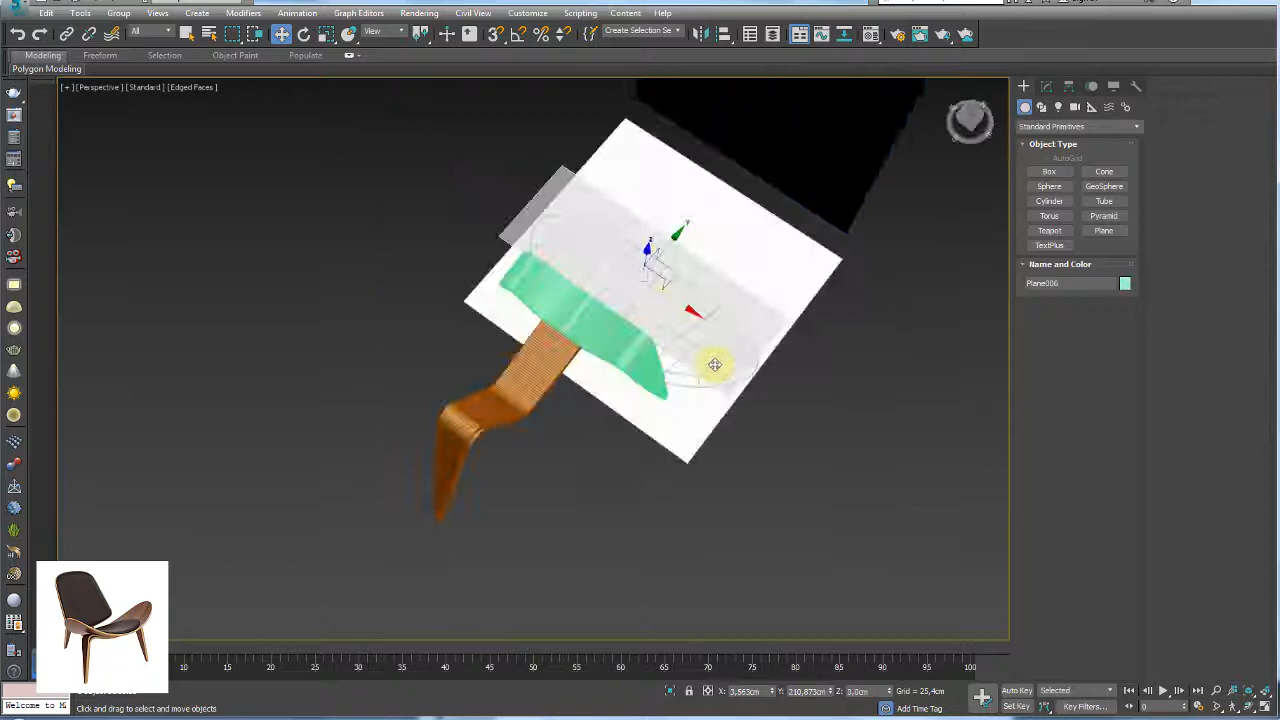 Edit Tools Group Views Create Modifiers Animation Graph Editors Rendering Civil View Customize Scripting Content Help
All View Create Selection Se
Modeling Freeform Selection Object Paint Populate
Polygon Modeling
[+] [Perspective] [Standard] [Edged Faces]
Standard Primitives
Object Type
AutoGrid
Box Cone
Sphere GeoSphere
Cylinder Tube
Torus Pyramid
Teapot Plane
TextPlus
Name and Color
Plane006
z
y
10 15 20 25 30 35 40 45 50 55 60 65 70 75 80 85 90 95 100
X: 3,563cm Y: 210,873cm Z: 0,0cm Grid = 25,4cm Auto Key Selected
Welcome to M Click and drag to select and move objects Add Time Tag Set Key Key Filters... 0